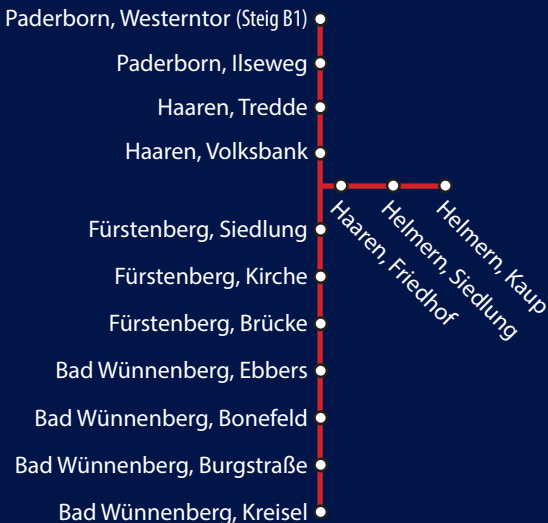 Paderborn, Westerntor (Steig B1)
Paderborn, Ilseweg
Haaren, Tredde
Haaren, Volksbank
Haaren, Friedhof
Helmern, Siedlung
Helmern, Kaup
Fürstenberg, Siedlung
Fürstenberg, Kirche
Fürstenberg, Brücke
Bad Wünnenberg, Ebbers
Bad Wünnenberg, Bonefeld
Bad Wünnenberg, Burgstraße
Bad Wünnenberg, Kreisel